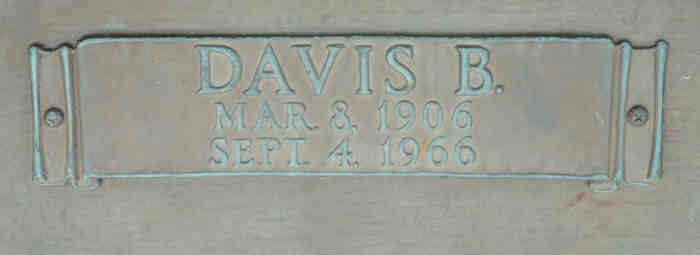 DAVIS B.
MAR. 8, 1906
SEPT. 4, 1966